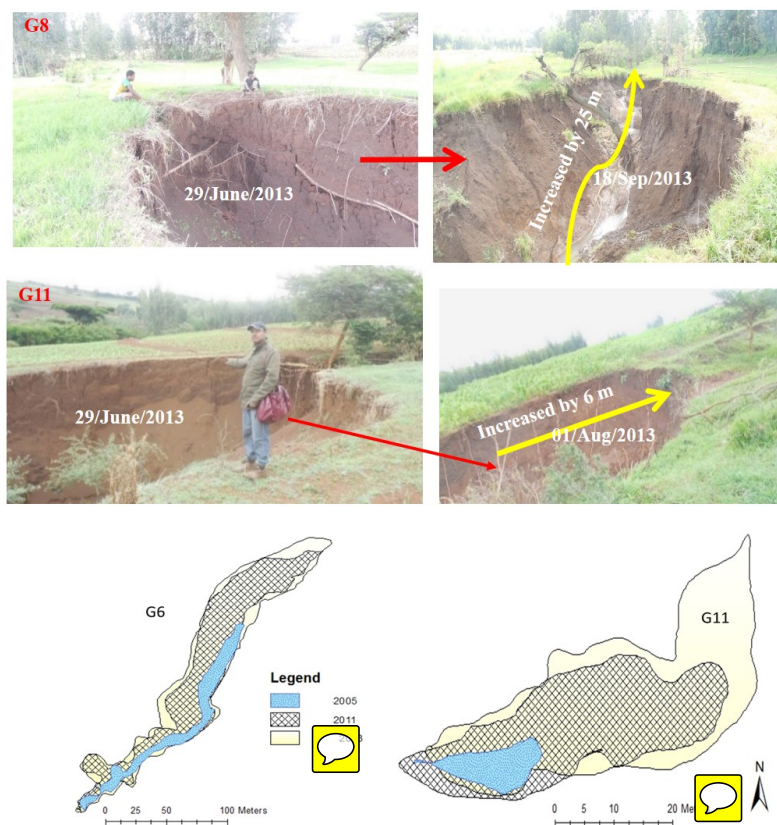 G8
29/June/2013
Increased by 25 m
18/Sep/2013
G11
29/June/2013
Increased by 6 m
01/Aug/2013
G6
G11
Legend
2005
2011
0 25 50 100 Meters
N
0 5 10 20